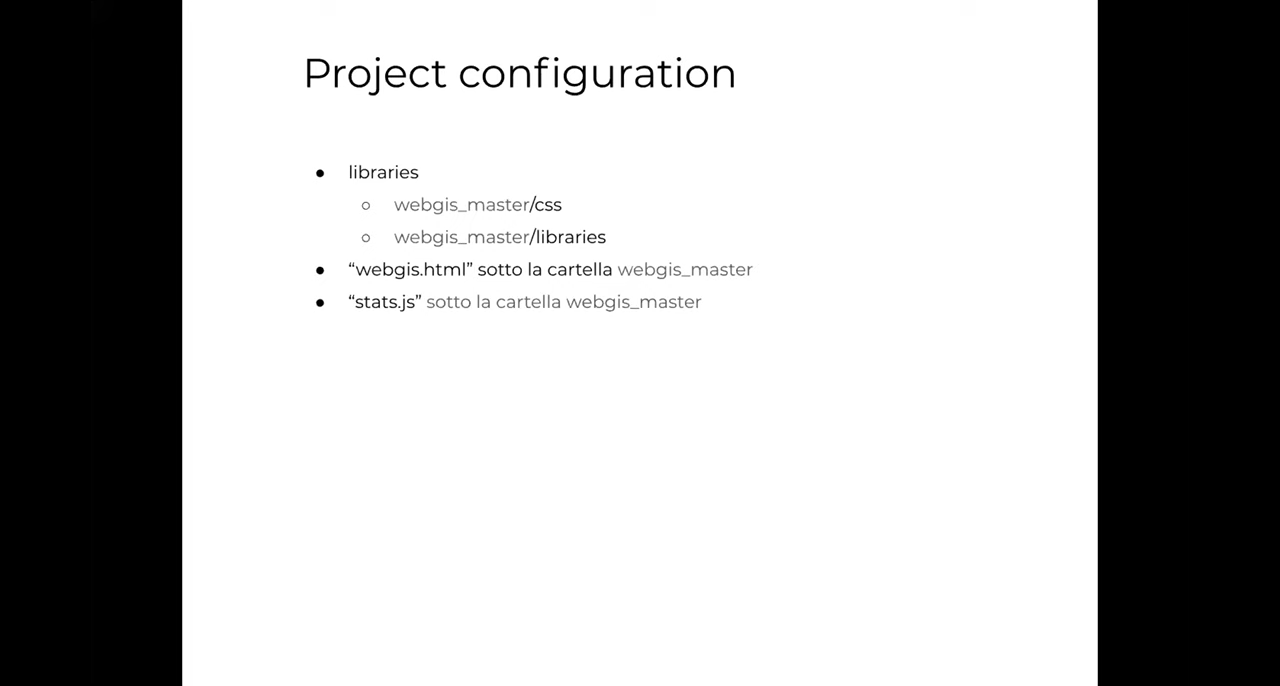 Project configuration
● libraries
○ webgis_master/css
○ webgis_master/libraries
● “webgis.html” sotto la cartella webgis_master
● “stats.js” sotto la cartella webgis_master